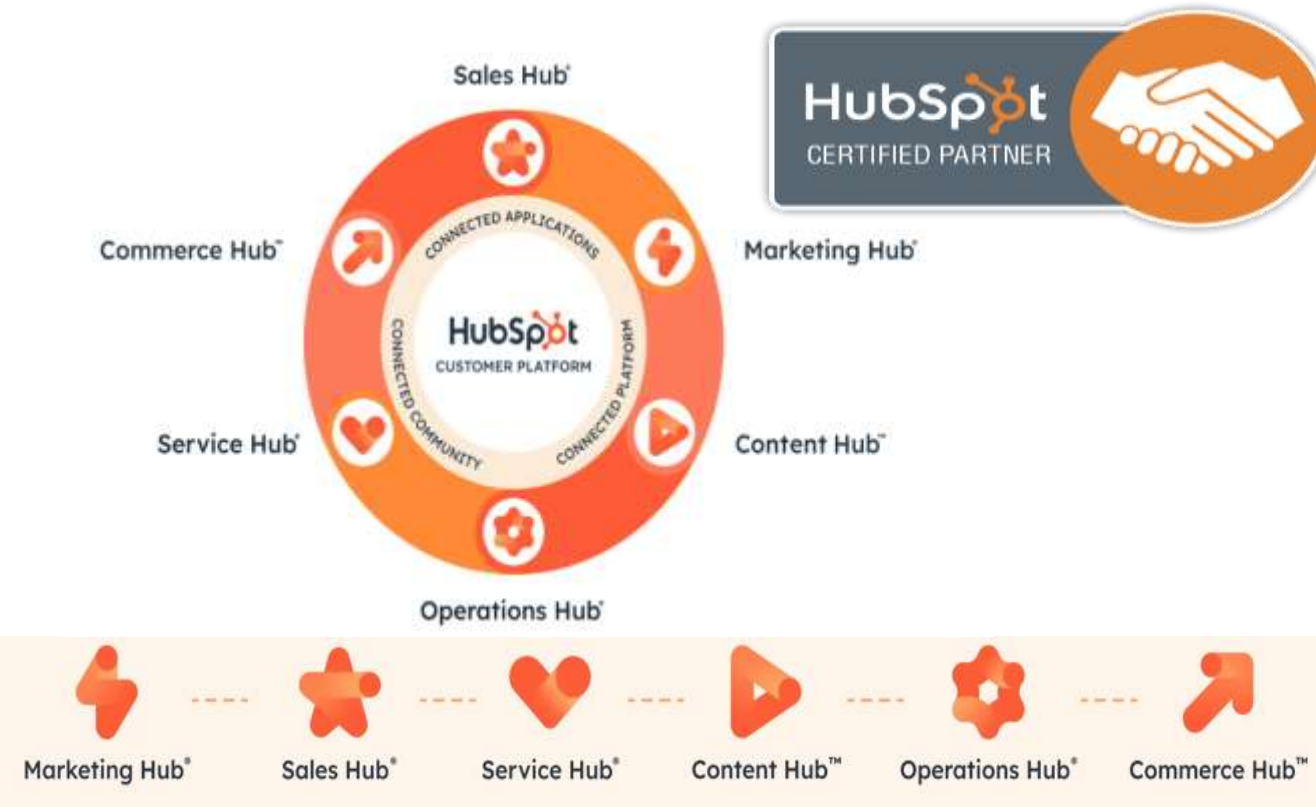 HubSpot
CERTIFIED PARTNER
Sales Hub®
Commerce Hub™
Marketing Hub®
CONNECTED APPLICATIONS
CONNECTED COMMUNITY
CONNECTED PLATFORM
HubSpot
CUSTOMER PLATFORM
Service Hub®
Content Hub™
Operations Hub®
Marketing Hub®
Sales Hub®
Service Hub®
Content Hub™
Operations Hub®
Commerce Hub™